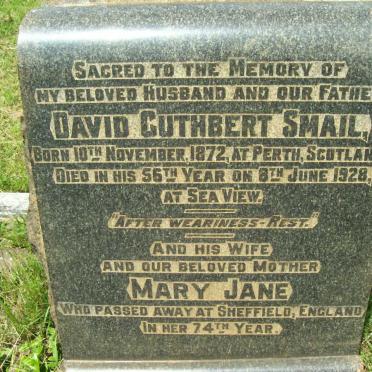 SACRED TO THE MEMORY OF
MY BELOVED HUSBAND AND OUR FATHE
DAVID CUTHBERT SMAIL,
BORN 10TH NOVEMBER, 1872, AT PERTH, SCOTLAN
DIED IN HIS 56TH YEAR ON 8TH JUNE 1928,
AT SEA VIEW.
"AFTER WEARINESS-REST."
AND HIS WIFE
AND OUR BELOVED MOTHER
MARY JANE
WHO PASSED AWAY AT SHEFFIELD, ENGLAND
IN HER 74TH YEAR.